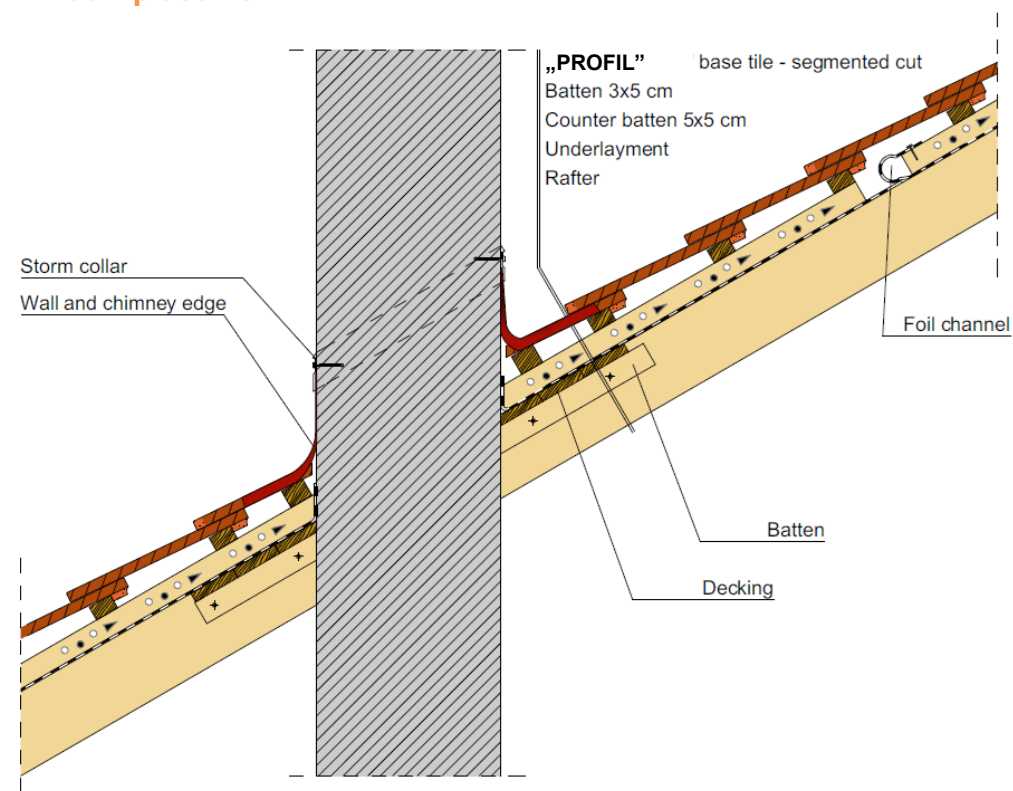 „PROFIL” base tile - segmented cut
Batten 3x5 cm
Counter batten 5x5 cm
Underlayment
Rafter
Storm collar
Wall and chimney edge
Foil channel
Batten
Decking